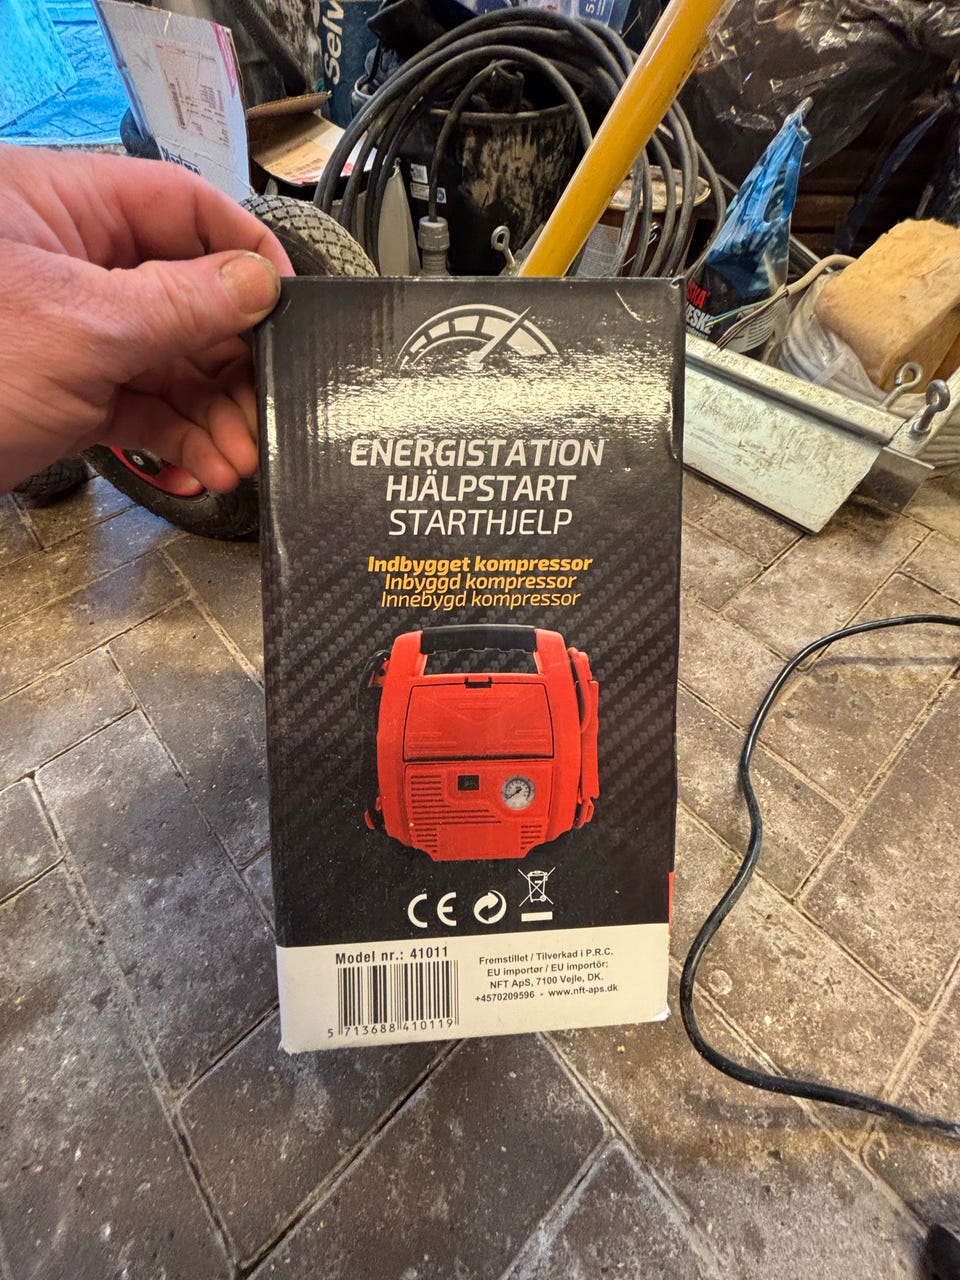 Selv
ENERGISTATION
HJÄLPSTART
STARTHJELP
Indbygget kompressor
Inbyggd kompressor
Innebygd kompressor
CE
Model nr.: 41011
5 713688 410119
Fremstillet / Tilverkad i P.R.C.
EU importør / EU importör:
NFT ApS, 7100 Vejle, DK.
+4570209596 - www.nft-aps.dk